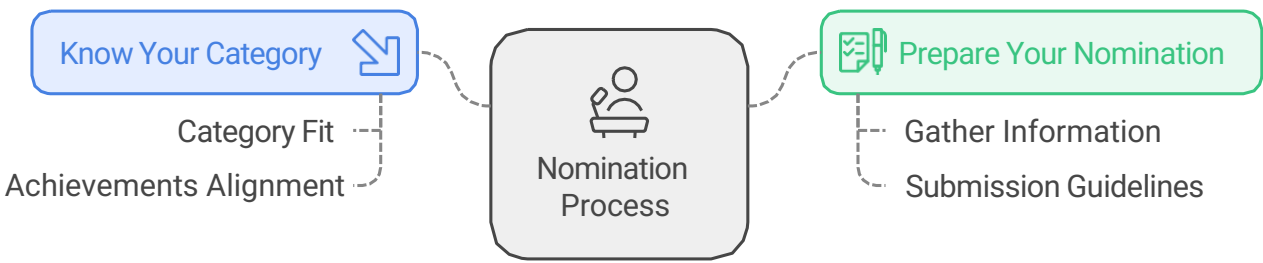 Know Your Category
Category Fit
Achievements Alignment
Nomination
Process
Prepare Your Nomination
Gather Information
Submission Guidelines